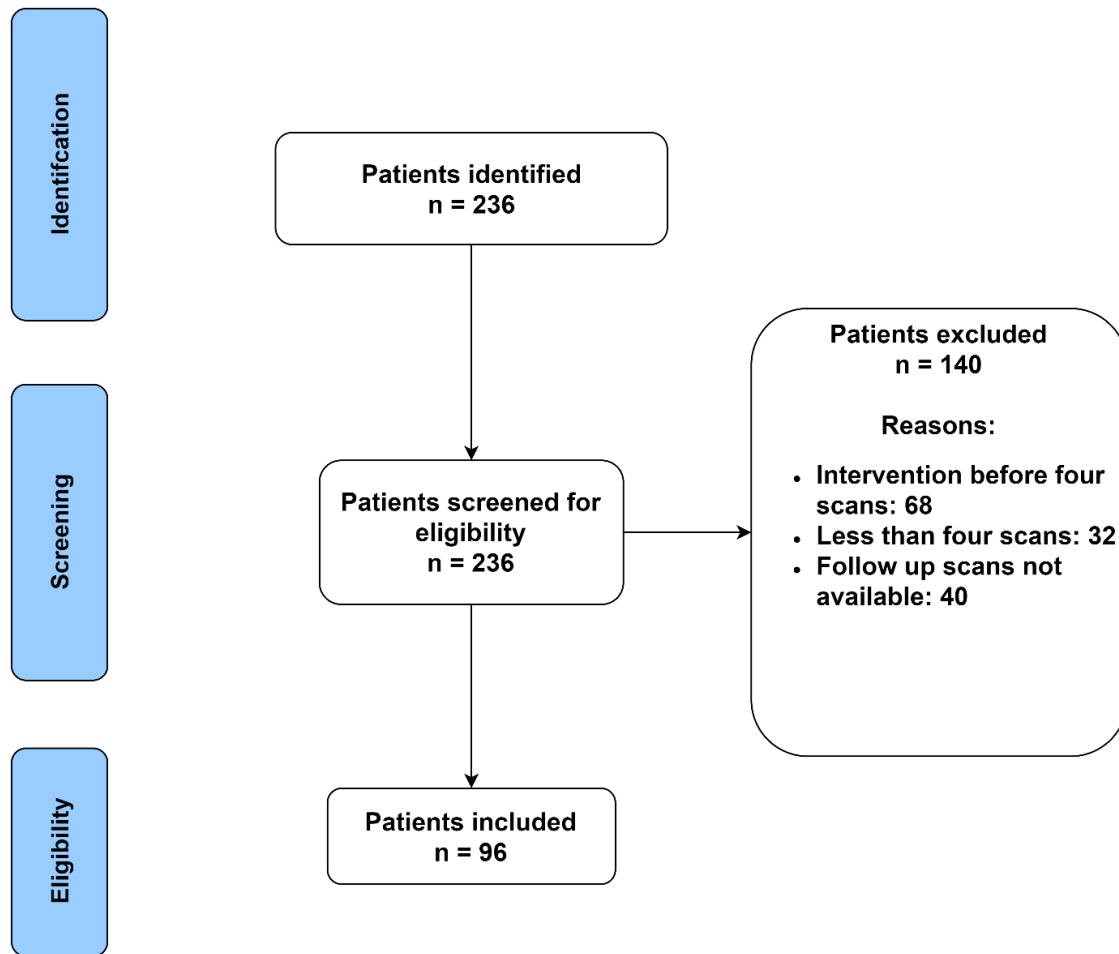 Identifcation
Patients identified
n = 236
Patients excluded
n = 140
Reasons:
• Intervention before four
scans: 68
• Less than four scans: 32
• Follow up scans not
available: 40
Screening
Patients screened for
eligibility
n = 236
Eligibility
Patients included
n = 96